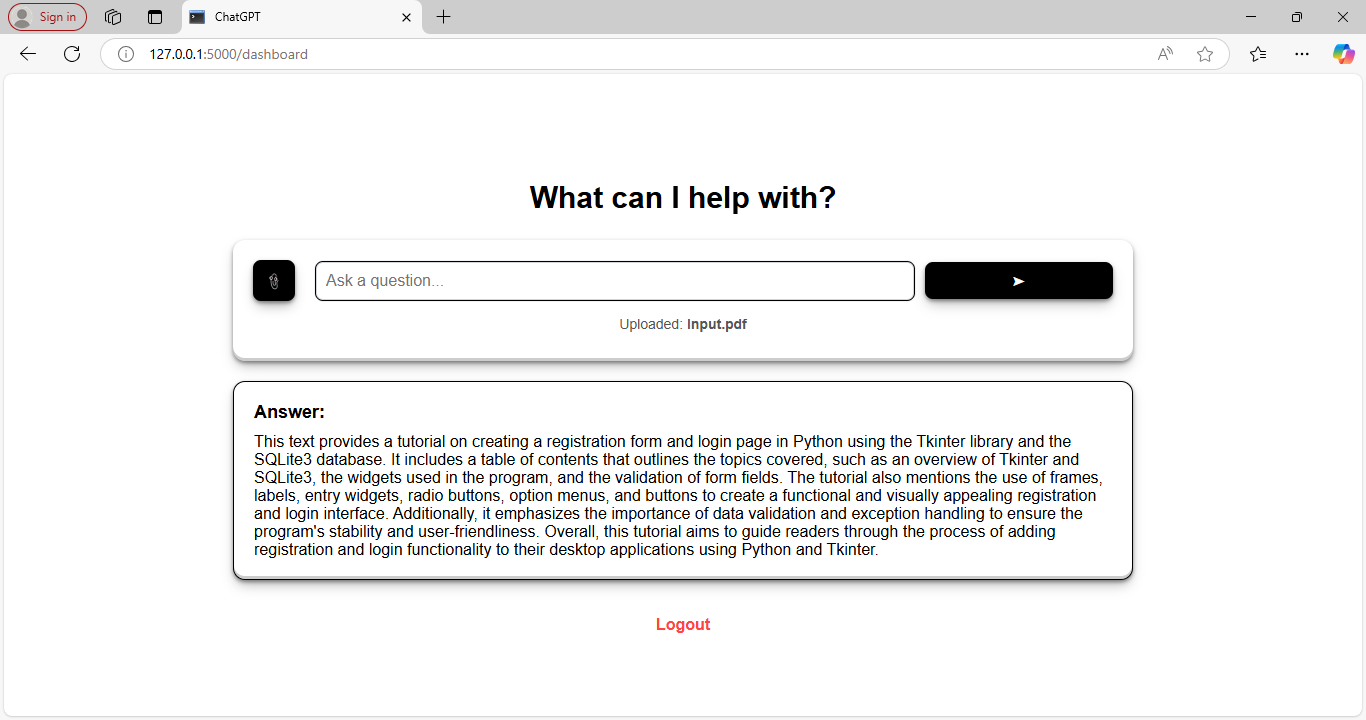 Sign in
ChatGPT
127.0.0.1:5000/dashboard
What can I help with?
Ask a question...
➤
Uploaded: Input.pdf
Answer:
This text provides a tutorial on creating a registration form and login page in Python using the Tkinter library and the
SQLite3 database. It includes a table of contents that outlines the topics covered, such as an overview of Tkinter and
SQLite3, the widgets used in the program, and the validation of form fields. The tutorial also mentions the use of frames,
labels, entry widgets, radio buttons, option menus, and buttons to create a functional and visually appealing registration
and login interface. Additionally, it emphasizes the importance of data validation and exception handling to ensure the
program's stability and user-friendliness. Overall, this tutorial aims to guide readers through the process of adding
registration and login functionality to their desktop applications using Python and Tkinter.
Logout